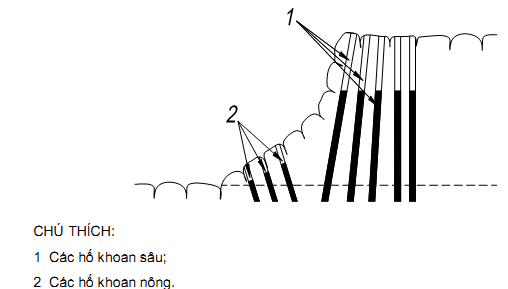 1
2
CHÚ THÍCH:
1 Các hố khoan sâu;
2 Các hố khoan nông.